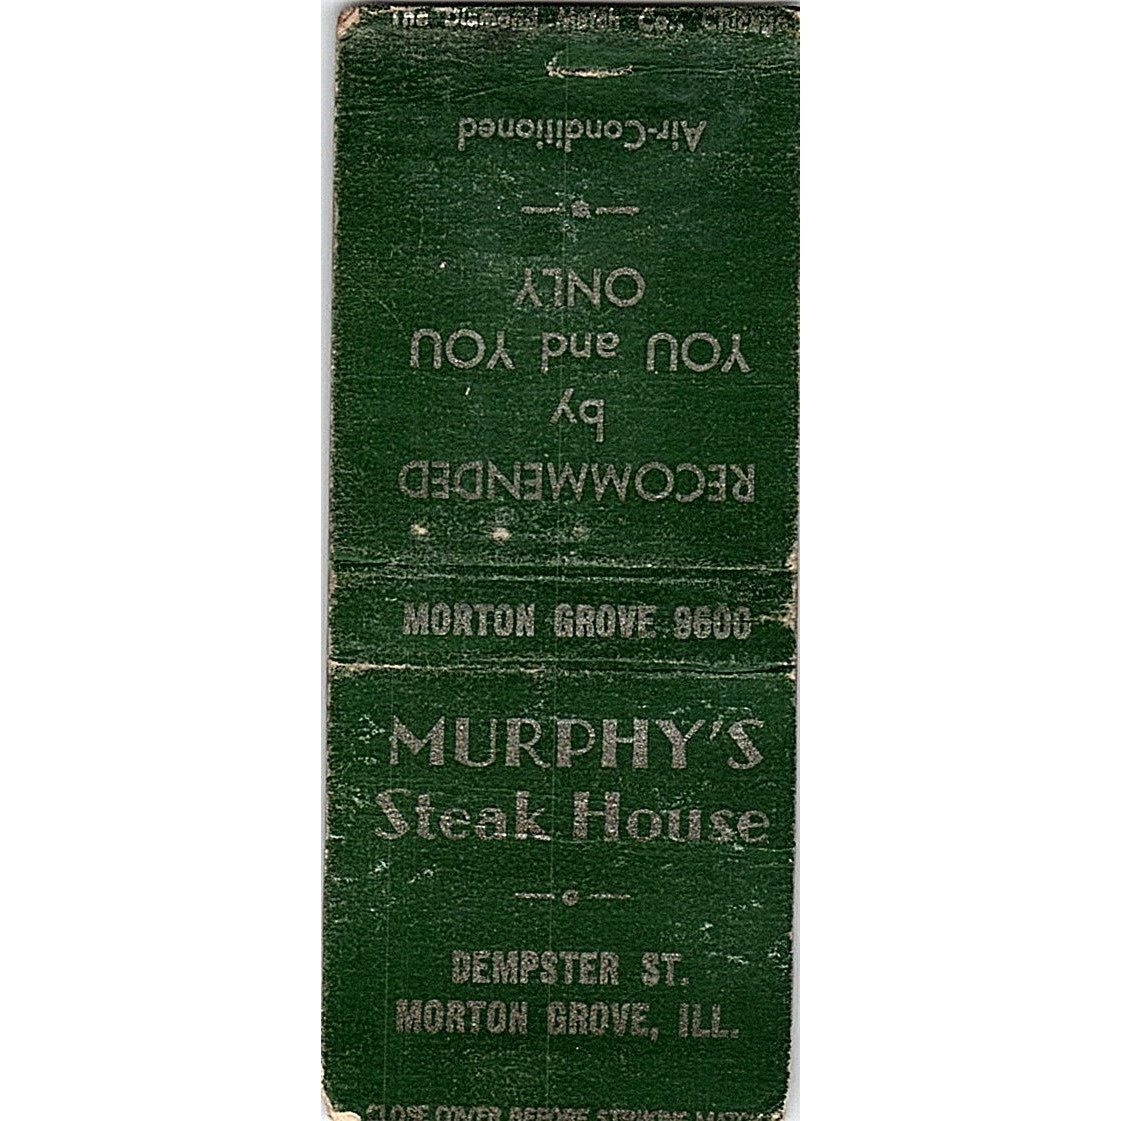 The Diamond Match Co., Chicago
Air-Conditioned
ONLY
YOU and YOU
by
RECOMMENDED
MORTON GROVE 9600
MURPHY'S
Steak House
DEMPSTER ST.
MORTON GROVE, ILL.
CLOSE COVER BEFORE STRIKING MATCH